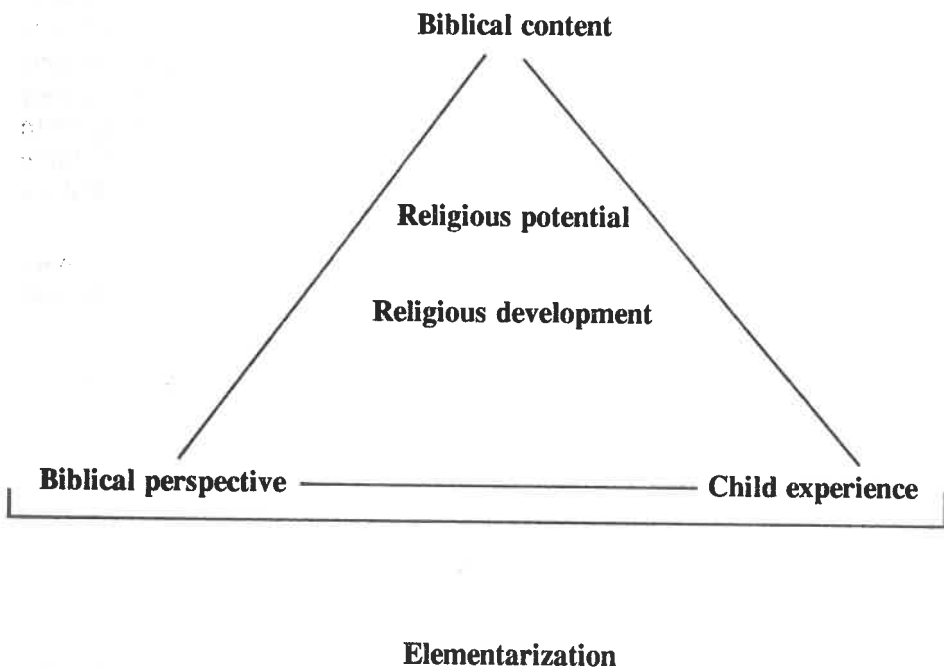 Biblical content
Religious potential
Religious development
Biblical perspective
Child experience
Elementarization